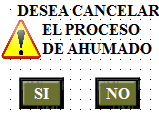 DESEA CANCELAR
EL PROCESO
DE AHUMADO
SI NO